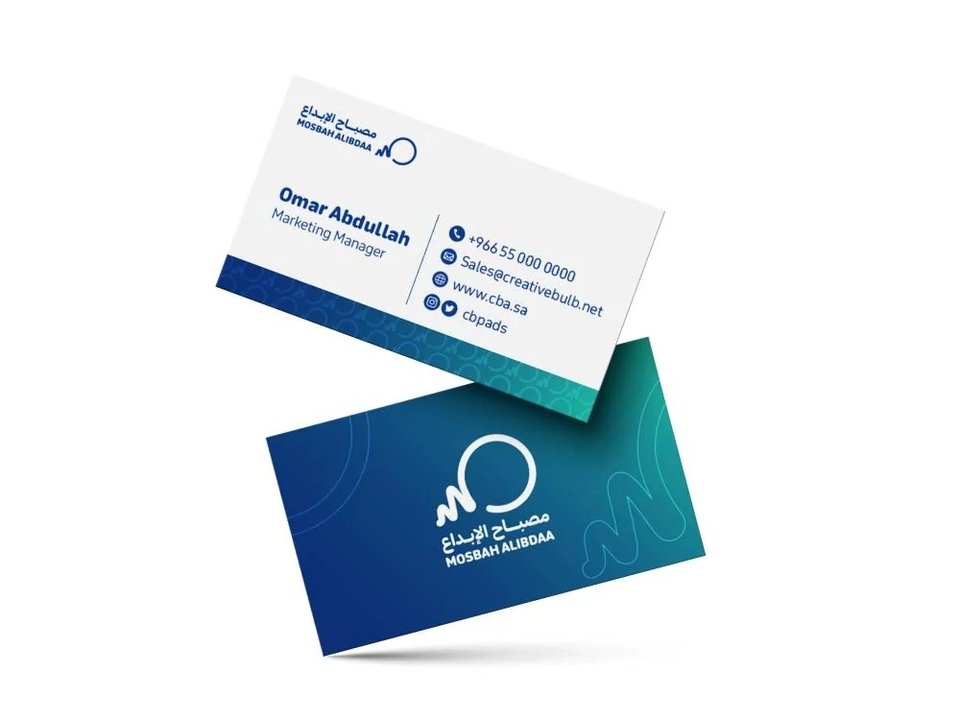 مصباح الإبداع
MOSBAH ALIBDAA
Omar Abdullah
Marketing Manager
+966 55 000 0000
Sales@creativebulb.net
www.cba.sa
cbpads
مصباح الإبداع
MOSBAH ALIBDAA